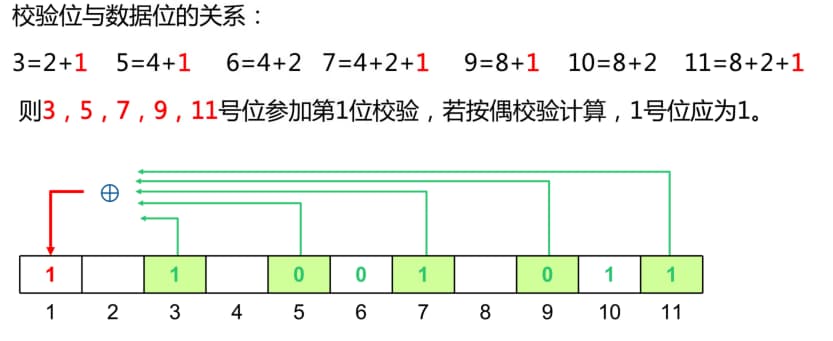 校验位与数据位的关系：
3=2+1 5=4+1 6=4+2 7=4+2+1 9=8+1 10=8+2 11=8+2+1
则3，5，7，9，11号位参加第1位校验，若按偶校验计算，1号位应为1。
⊕
1 1 0 0 1 0 1 1
1 2 3 4 5 6 7 8 9 10 11